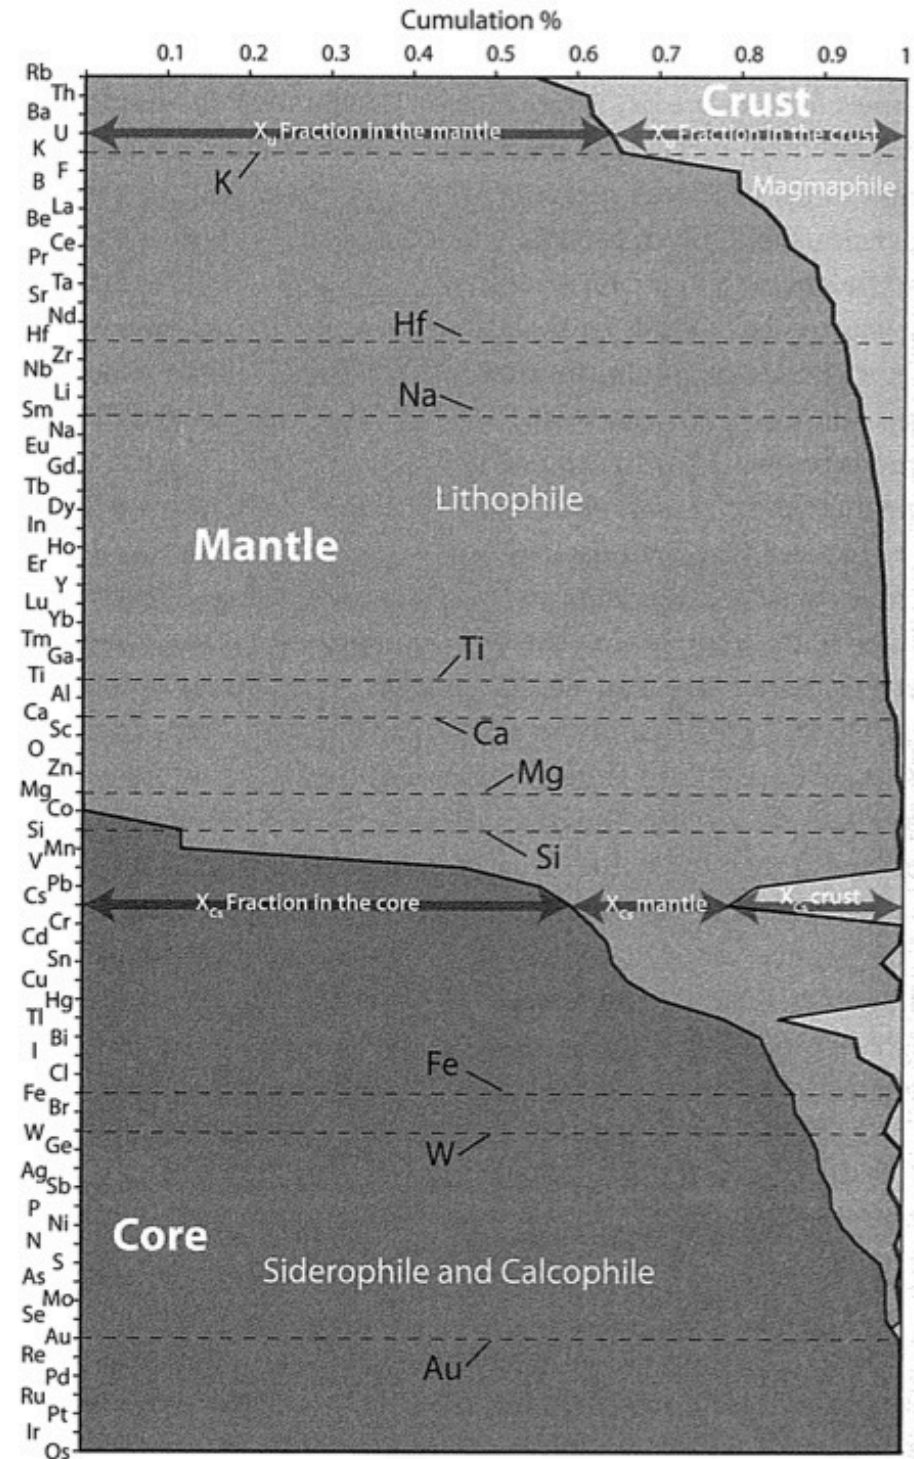 Cumulation %
0.1 0.2 0.3 0.4 0.5 0.6 0.7 0.8 0.9 1
Rb
Th
Ba
U
K
F
B
La
Be
Ce
Pr
Ta
Sr
Nd
Hf
Zr
Nb
Li
Sm
Na
Eu
Gd
Tb
Dy
In
Ho
Er
Y
Lu
Yb
Tm
Ga
Ti
Al
Ca
Sc
O
Zn
Mg
Co
Si
Mn
V
Pb
Cs
Cr
Cd
Sn
Cu
Hg
Tl
Bi
I
Cl
Fe
Br
W
Ge
Ag
Sb
P
Ni
N
S
As
Mo
Se
Au
Re
Pd
Ru
Pt
Ir
Os
Crust
Xu Fraction in the mantle
Xu Fraction in the crust
K
Magmaphile
Hf
Na
Lithophile
Mantle
Ti
Ca
Mg
Si
XCs Fraction in the core
XCs mantle
XCs crust
Fe
W
Core
Siderophile and Calcophile
Au